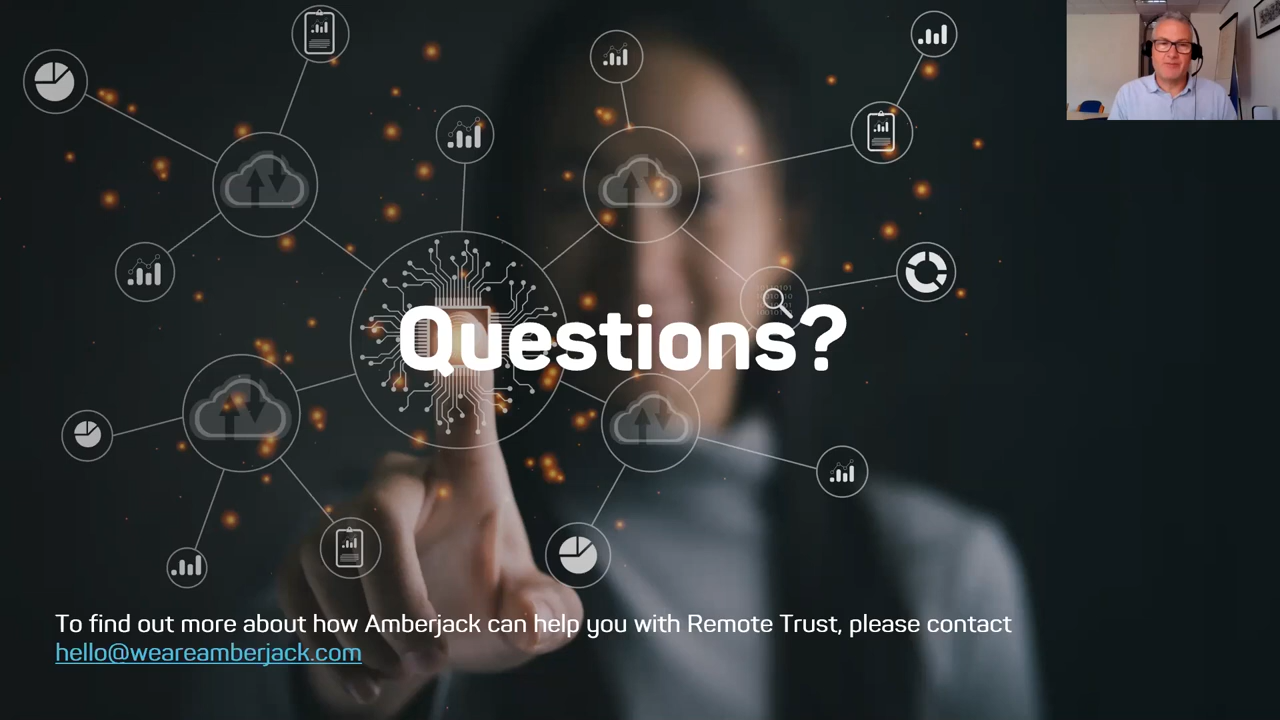 Questions?
To find out more about how Amberjack can help you with Remote Trust, please contact
hello@weareamberjack.com